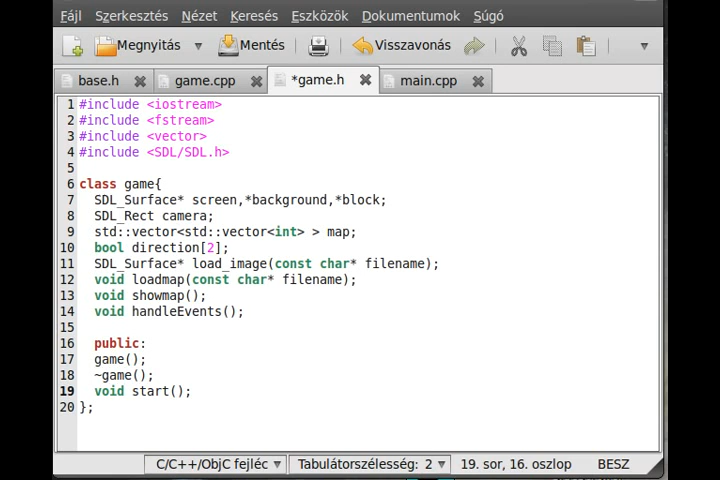 Fájl Szerkesztés Nézet Keresés Eszközök Dokumentumok Súgó
Megnyitás Mentés Visszavonás
base.h game.cpp *game.h main.cpp
1 #include <iostream>
2 #include <fstream>
3 #include <vector>
4 #include <SDL/SDL.h>
5
6 class game{
7 SDL_Surface* screen,*background,*block;
8 SDL_Rect camera;
9 std::vector<std::vector<int> > map;
10 bool direction[2];
11 SDL_Surface* load_image(const char* filename);
12 void loadmap(const char* filename);
13 void showmap();
14 void handleEvents();
15
16 public:
17 game();
18 ~game();
19 void start();
20 };
C/C++/ObjC fejléc Tabulátorszélesség: 2 19. sor, 16. oszlop BESZ